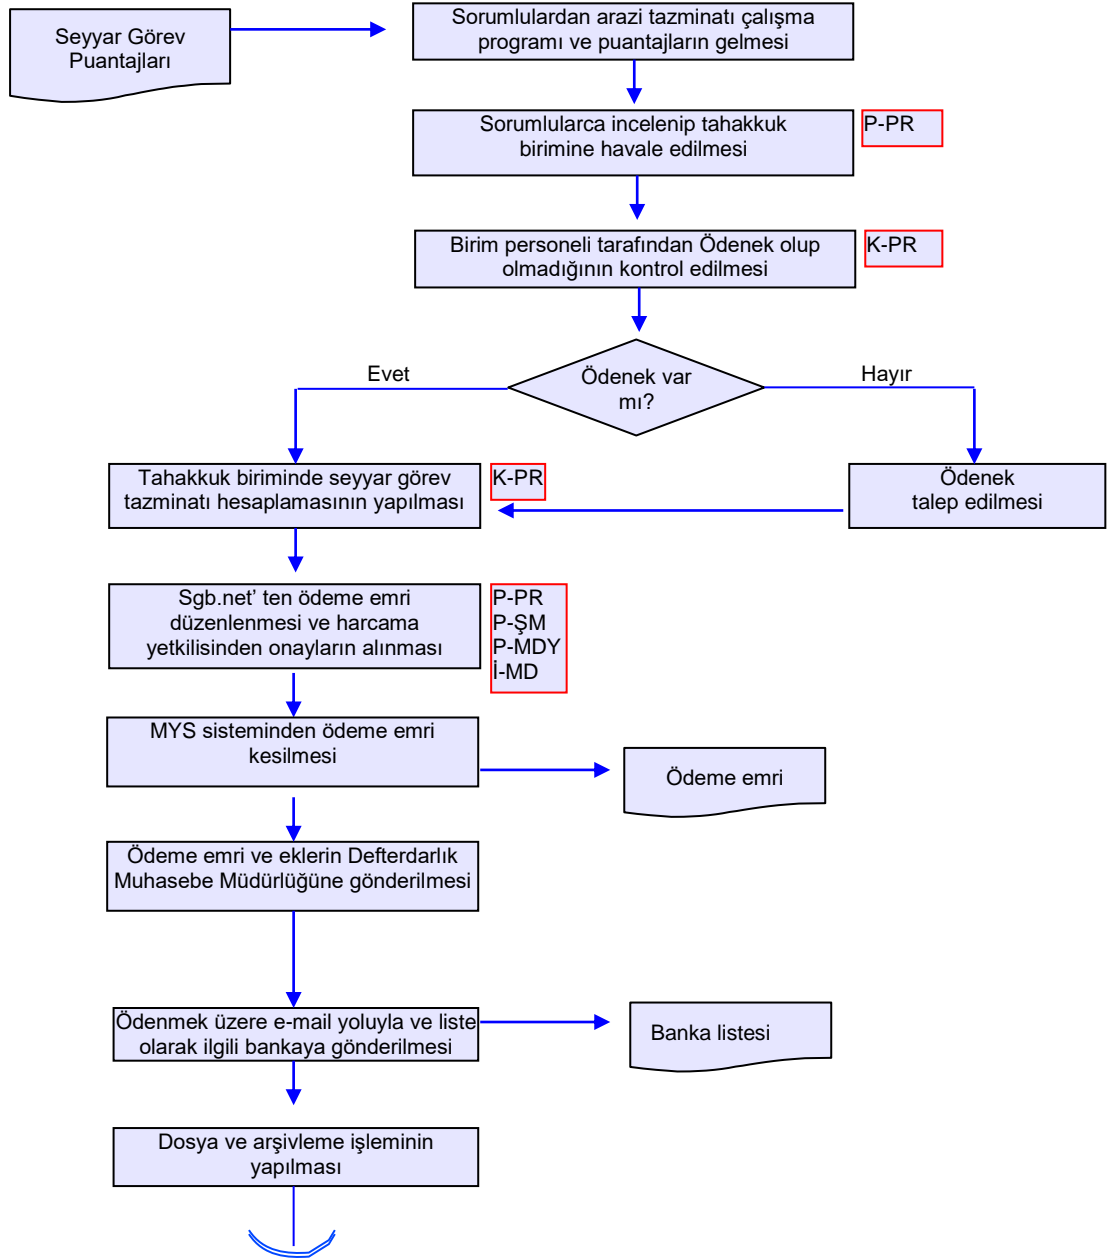 Seyyar Görev
Puantajları
Sorumlulardan arazi tazminatı çalışma
programı ve puantajların gelmesi
Sorumlularca incelenip tahakkuk
birimine havale edilmesi
P-PR
Birim personeli tarafından Ödenek olup
olmadığının kontrol edilmesi
K-PR
Ödenek var
mı?
Evet
Hayır
Tahakkuk biriminde seyyar görev
tazminatı hesaplamasının yapılması
K-PR
Ödenek
talep edilmesi
Sgb.net’ ten ödeme emri
düzenlenmesi ve harcama
yetkilisinden onayların alınması
P-PR
P-ŞM
P-MDY
İ-MD
MYS sisteminden ödeme emri
kesilmesi
Ödeme emri
Ödeme emri ve eklerin Defterdarlık
Muhasebe Müdürlüğüne gönderilmesi
Ödenmek üzere e-mail yoluyla ve liste
olarak ilgili bankaya gönderilmesi
Banka listesi
Dosya ve arşivleme işleminin
yapılması